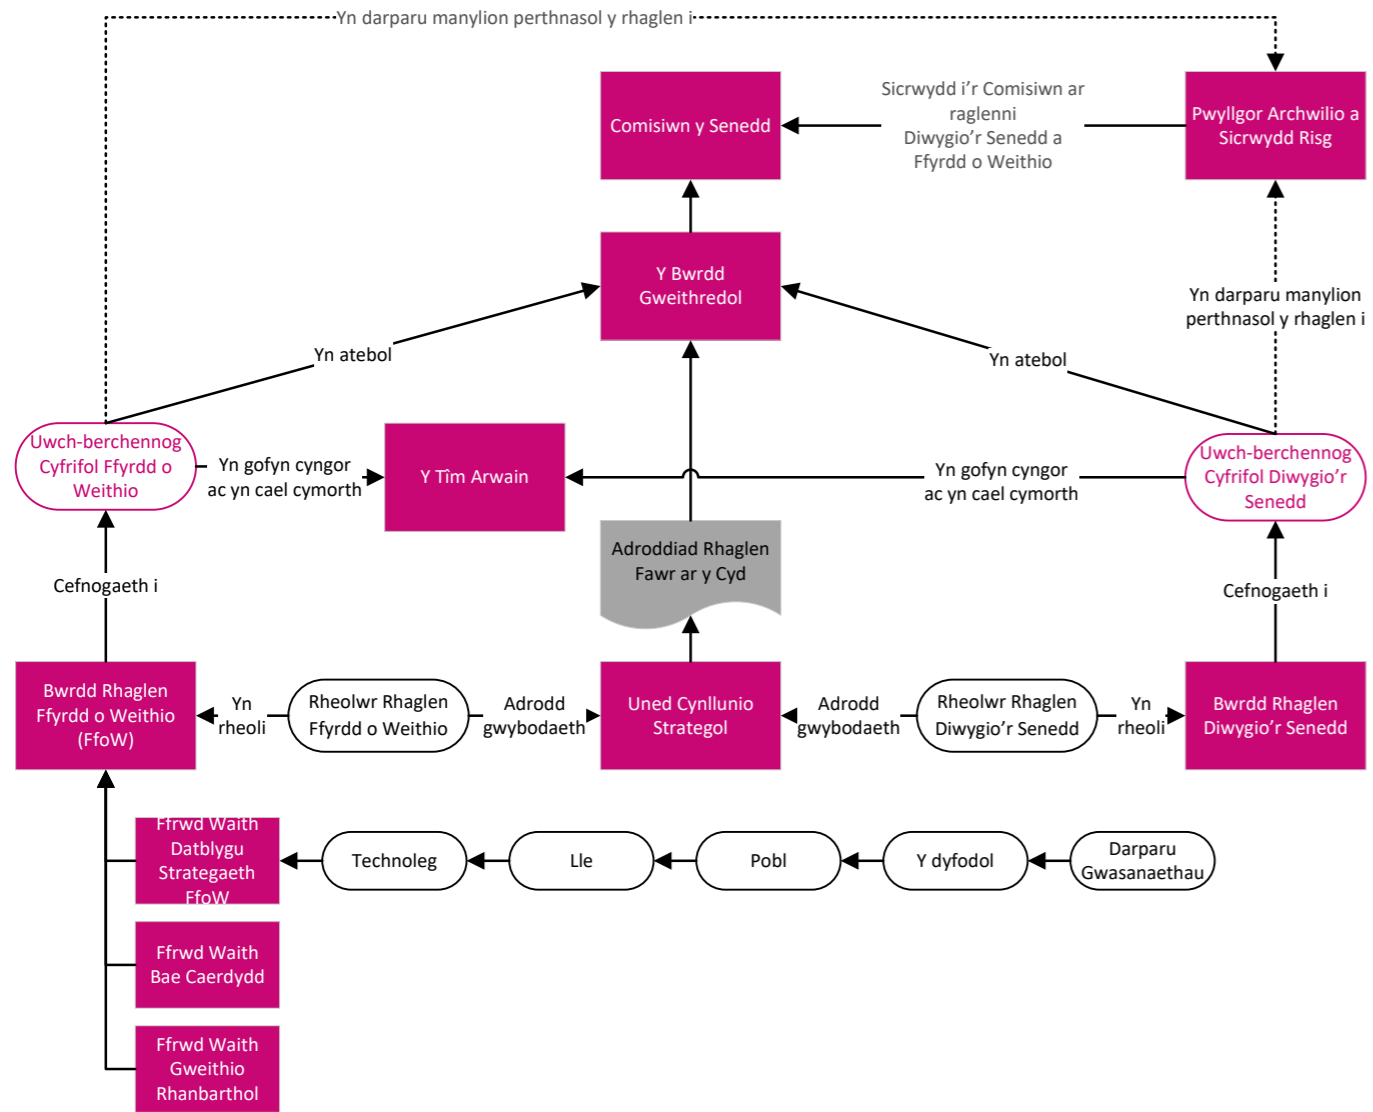 Yn darparu manylion perthnasol y rhaglen i
Comisiwn y Senedd
Sicrwydd i'r Comisiwn ar
raglenni
Diwygio'r Senedd a
Ffyrdd o Weithio
Pwyllgor Archwilio a
Sicrwydd Risg
Y Bwrdd
Gweithredol
Yn darparu manylion
perthnasol y rhaglen i
Yn atebol
Yn atebol
Uwch-berchennog
Cyfrifol Ffyrdd o
Weithio
Yn gofyn cyngor
ac yn cael cymorth
Y Tîm Arwain
Yn gofyn cyngor
ac yn cael cymorth
Uwch-berchennog
Cyfrifol Diwygio'r
Senedd
Adroddiad Rhaglen
Fawr ar y Cyd
Cefnogaeth i
Cefnogaeth i
Bwrdd Rhaglen
Ffyrdd o Weithio
(FfoW)
Yn
rheoli
Rheolwr Rhaglen
Ffyrdd o Weithio
Adrodd
gwybodaeth
Uned Cynllunio
Strategol
Adrodd
gwybodaeth
Rheolwr Rhaglen
Diwygio'r Senedd
Yn
rheoli
Bwrdd Rhaglen
Diwygio'r Senedd
Ffrwd Waith
Datblygu
Strategaeth
FfoW
Technoleg
Lle
Pobl
Y dyfodol
Darparu
Gwasanaethau
Ffrwd Waith
Bae Caerdydd
Ffrwd Waith
Gweithio
Rhanbarthol